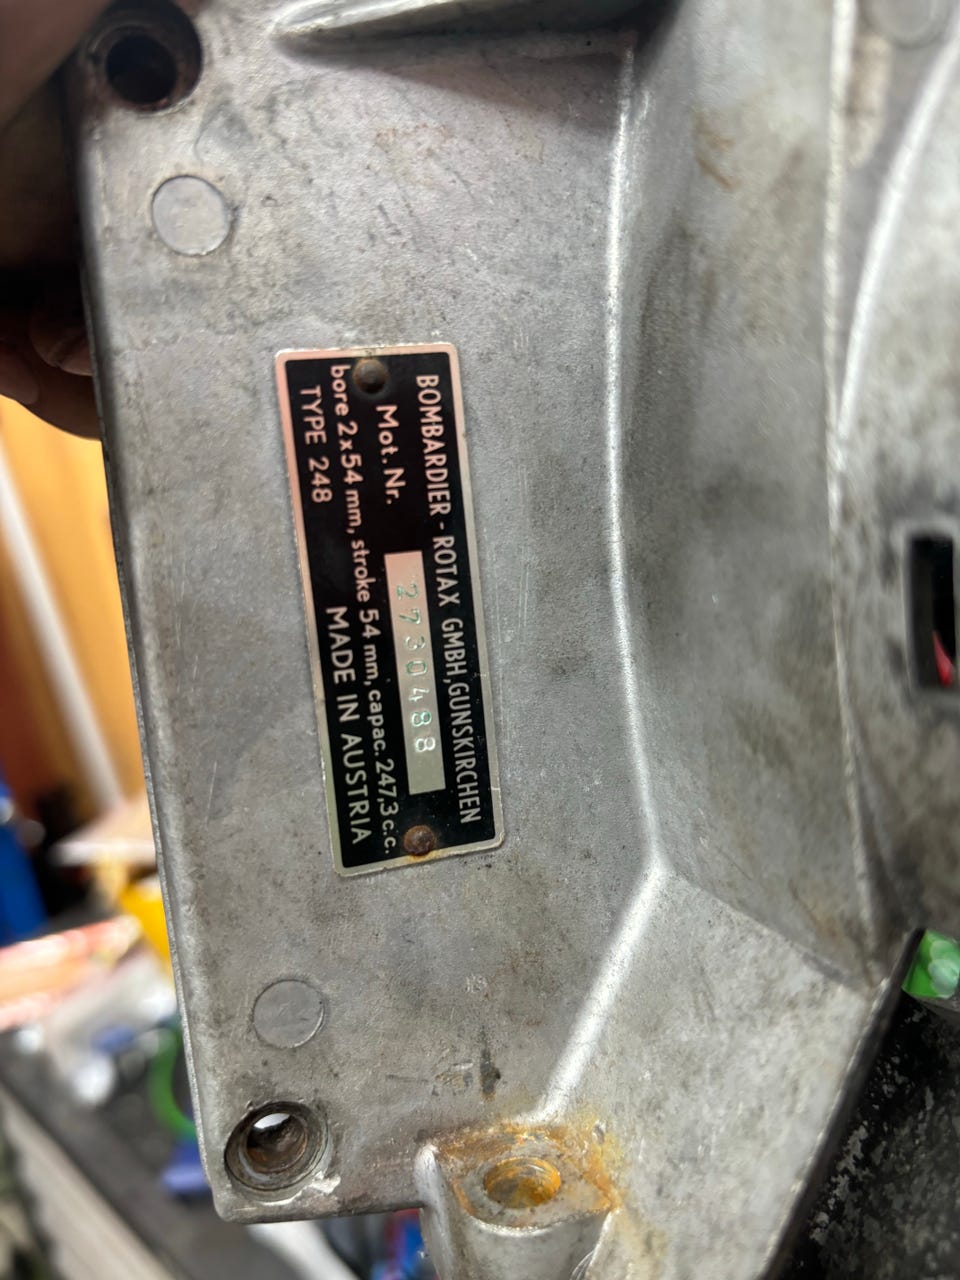 BOMBARDIER-ROTAX GMBH, GUNSKIRCHEN
Mot. Nr. 2730488
bore 2x54 mm, stroke 54 mm, capac. 247,3 c.c.
TYPE 248 MADE IN AUSTRIA